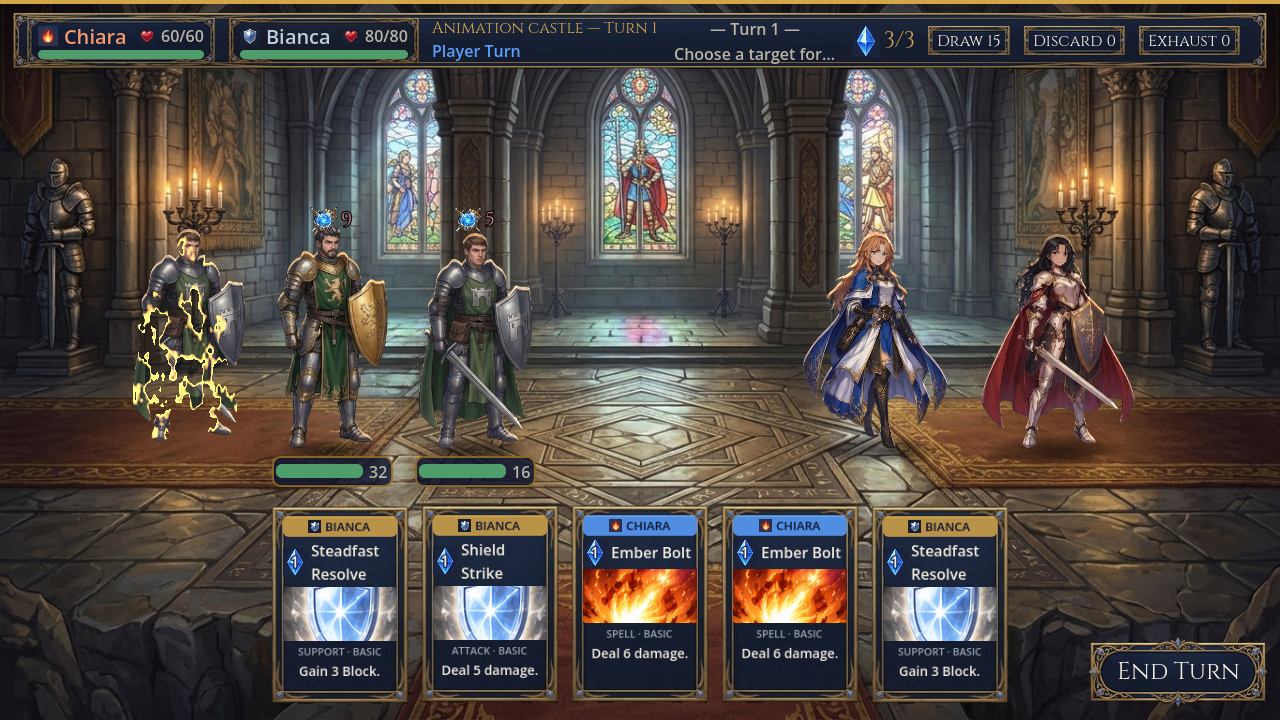 Chiara 60/60
Bianca 80/80
ANIMATION CASTLE — TURN 1
Player Turn
— Turn 1 —
Choose a target for...
3/3
DRAW 15
DISCARD 0
EXHAUST 0
9
5
32
16
BIANCA
1
Steadfast
Resolve
SUPPORT · BASIC
Gain 3 Block.
BIANCA
1
Shield
Strike
ATTACK · BASIC
Deal 5 damage.
CHIARA
1
Ember Bolt
SPELL · BASIC
Deal 6 damage.
CHIARA
1
Ember Bolt
SPELL · BASIC
Deal 6 damage.
BIANCA
1
Steadfast
Resolve
SUPPORT · BASIC
Gain 3 Block.
END TURN